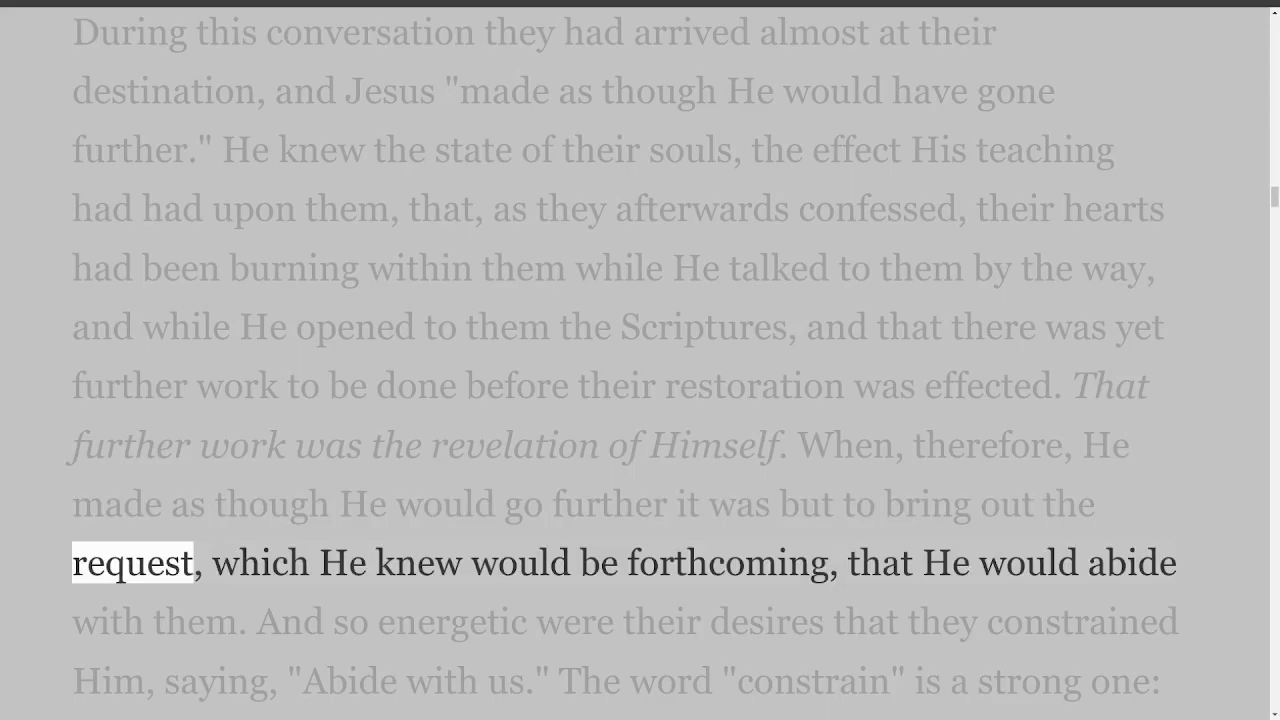 During this conversation they had arrived almost at their
destination, and Jesus "made as though He would have gone
further." He knew the state of their souls, the effect His teaching
had had upon them, that, as they afterwards confessed, their hearts
had been burning within them while He talked to them by the way,
and while He opened to them the Scriptures, and that there was yet
further work to be done before their restoration was effected. That
further work was the revelation of Himself. When, therefore, He
made as though He would go further it was but to bring out the
request, which He knew would be forthcoming, that He would abide
with them. And so energetic were their desires that they constrained
Him, saying, "Abide with us." The word "constrain" is a strong one: